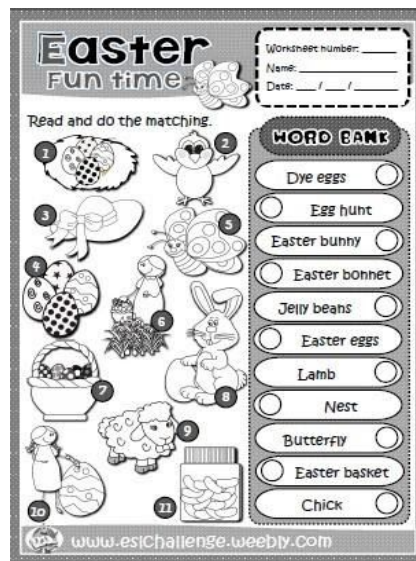 Easter
Fun time
Worksheet number: ______
Name: ______
Date: ___ / ___ / ___
Read and do the matching.
WORD BANK
1
2
3
4
5
6
7
8
9
10
11
Dye eggs
Egg hunt
Easter bunny
Easter bonnet
Jelly beans
Easter eggs
Lamb
Nest
Butterfly
Easter basket
Chick
www.eslchallenge.weebly.com